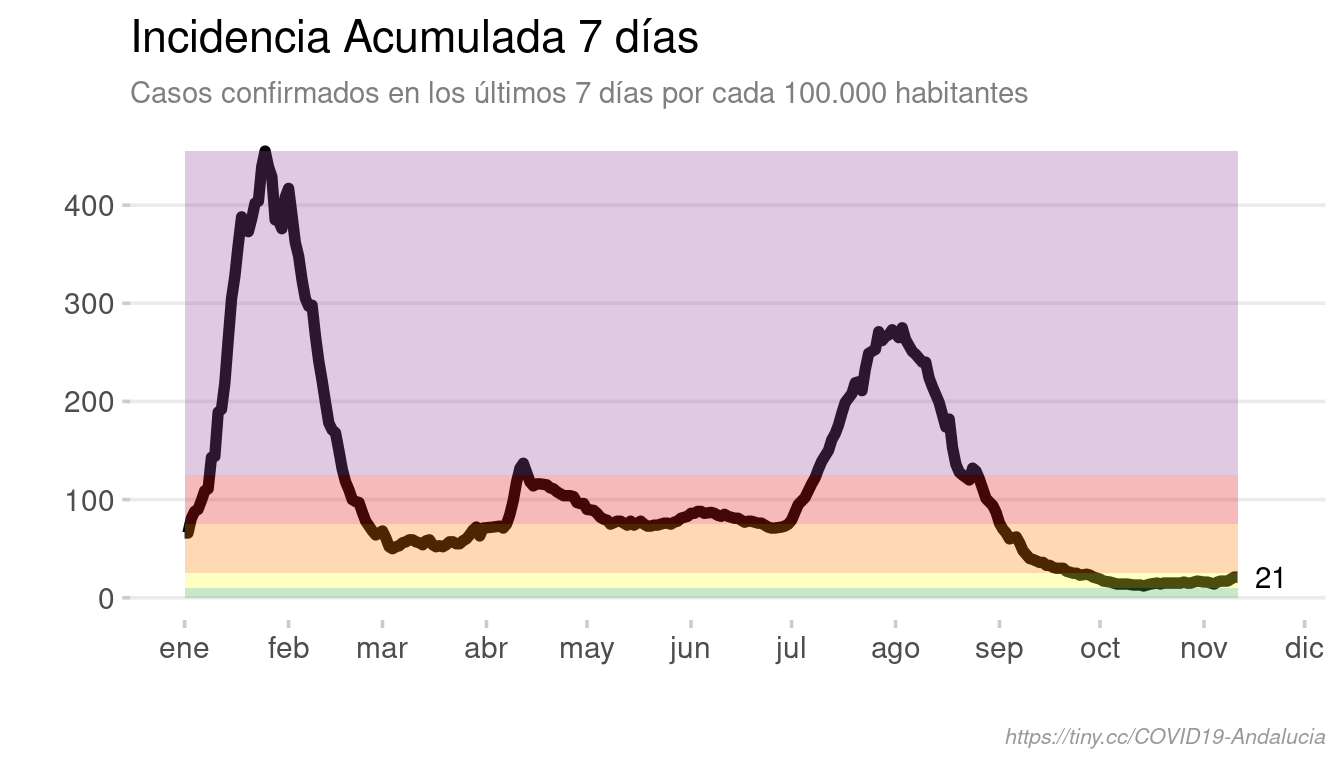 Incidencia Acumulada 7 días
Casos confirmados en los últimos 7 días por cada 100.000 habitantes
400
300
200
100
0
21
ene feb mar abr may jun jul ago sep oct nov dic
https://tiny.cc/COVID19-Andalucia